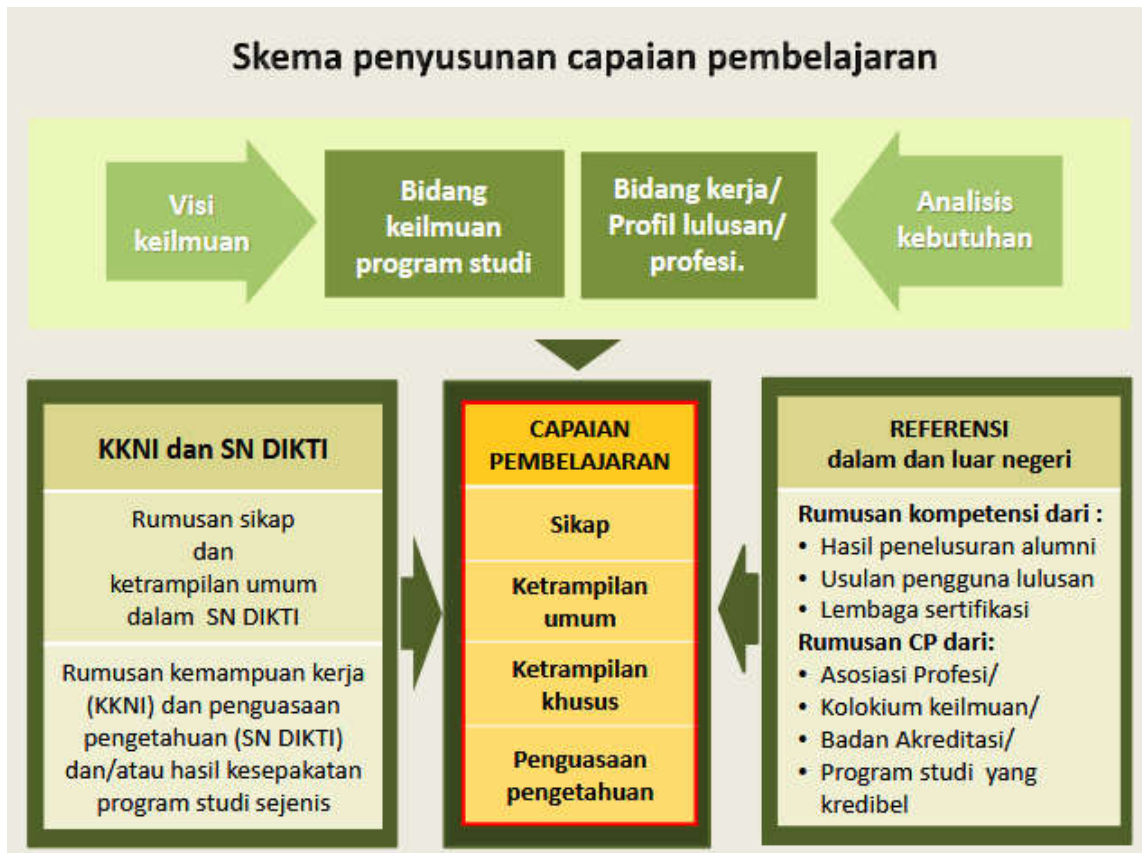 Skema penyusunan capaian pembelajaran
Visi
keilmuan
Bidang
keilmuan
program studi
Bidang kerja/
Profil lulusan/
profesi.
Analisis
kebutuhan
KKNI dan SN DIKTI
Rumusan sikap
dan
ketrampilan umum
dalam SN DIKTI
Rumusan kemampuan kerja
(KKNI) dan penguasaan
pengetahuan (SN DIKTI)
dan/atau hasil kesepakatan
program studi sejenis
CAPAIAN
PEMBELAJARAN
Sikap
Ketrampilan
umum
Ketrampilan
khusus
Penguasaan
pengetahuan
REFERENSI
dalam dan luar negeri
Rumusan kompetensi dari :
• Hasil penelusuran alumni
• Usulan pengguna lulusan
• Lembaga sertifikasi
Rumusan CP dari:
• Asosiasi Profesi/
• Kolokium keilmuan/
• Badan Akreditasi/
• Program studi yang
kredibel